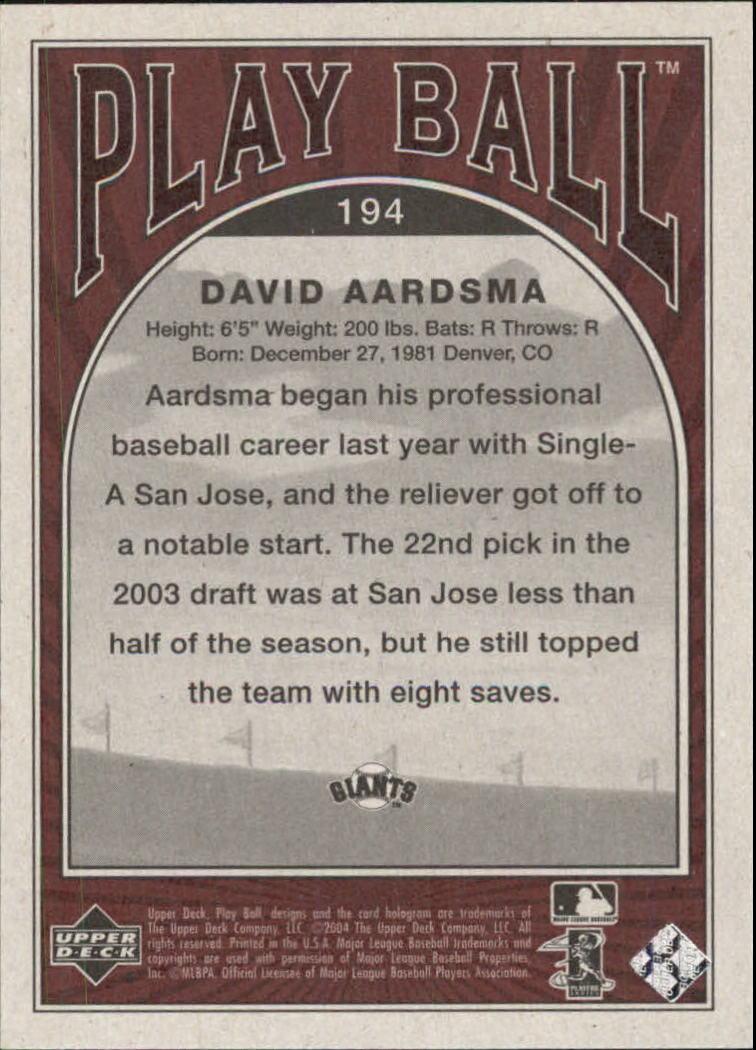 PLAY BALL™
194
DAVID AARDSMA
Height: 6'5" Weight: 200 lbs. Bats: R Throws: R
Born: December 27, 1981 Denver, CO
Aardsma began his professional
baseball career last year with Single-
A San Jose, and the reliever got off to
a notable start. The 22nd pick in the
2003 draft was at San Jose less than
half of the season, but he still topped
the team with eight saves.
GIANTS
UPPER
D·E·C·K
Upper Deck, Play Ball, designs and the card hologram are trademarks of
The Upper Deck Company, LLC. ©2004 The Upper Deck Company, LLC. All
rights reserved. Printed in the U.S.A. Major League Baseball trademarks and
copyrights are used with permission of Major League Baseball Properties,
Inc. ©MLBPA. Official Licensee of Major League Baseball Players Association.
MAJOR LEAGUE BASEBALL
PLAYERS